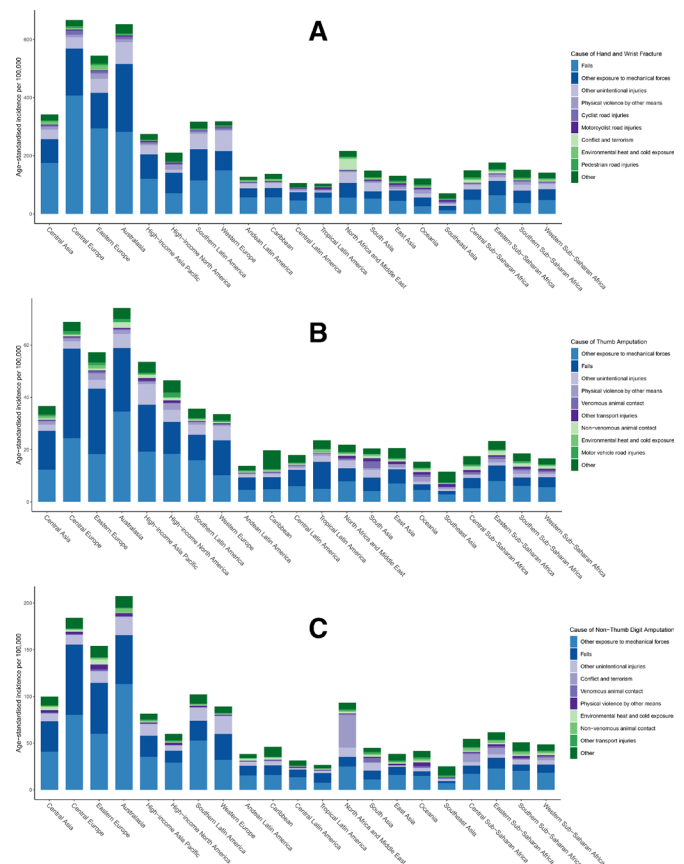 A
Age-standardised incidence per 100,000
600
400
200
0
Cause of Hand and Wrist Fracture
Falls
Other exposure to mechanical forces
Other unintentional injuries
Physical violence by other means
Cyclist road injuries
Motorcyclist road injuries
Conflict and terrorism
Environmental heat and cold exposure
Pedestrian road injuries
Other
Central Asia
Central Europe
Eastern Europe
Australasia
High-income Asia Pacific
High-income North America
Southern Latin America
Western Europe
Andean Latin America
Caribbean
Central Latin America
Tropical Latin America
North Africa and Middle East
South Asia
East Asia
Oceania
Southeast Asia
Central Sub-Saharan Africa
Eastern Sub-Saharan Africa
Southern Sub-Saharan Africa
Western Sub-Saharan Africa
B
Age-standardised incidence per 100,000
60
40
20
0
Cause of Thumb Amputation
Other exposure to mechanical forces
Falls
Other unintentional injuries
Physical violence by other means
Venomous animal contact
Other transport injuries
Non-venomous animal contact
Environmental heat and cold exposure
Motor vehicle road injuries
Other
Central Asia
Central Europe
Eastern Europe
Australasia
High-income Asia Pacific
High-income North America
Southern Latin America
Western Europe
Andean Latin America
Caribbean
Central Latin America
Tropical Latin America
North Africa and Middle East
South Asia
East Asia
Oceania
Southeast Asia
Central Sub-Saharan Africa
Eastern Sub-Saharan Africa
Southern Sub-Saharan Africa
Western Sub-Saharan Africa
C
Age-standardised incidence per 100,000
200
150
100
50
0
Cause of Non-Thumb Digit Amputation
Other exposure to mechanical forces
Falls
Other unintentional injuries
Conflict and terrorism
Venomous animal contact
Physical violence by other means
Environmental heat and cold exposure
Non-venomous animal contact
Other transport injuries
Other
Central Asia
Central Europe
Eastern Europe
Australasia
High-income Asia Pacific
High-income North America
Southern Latin America
Western Europe
Andean Latin America
Caribbean
Central Latin America
Tropical Latin America
North Africa and Middle East
South Asia
East Asia
Oceania
Southeast Asia
Central Sub-Saharan Africa
Eastern Sub-Saharan Africa
Southern Sub-Saharan Africa
Western Sub-Saharan Africa